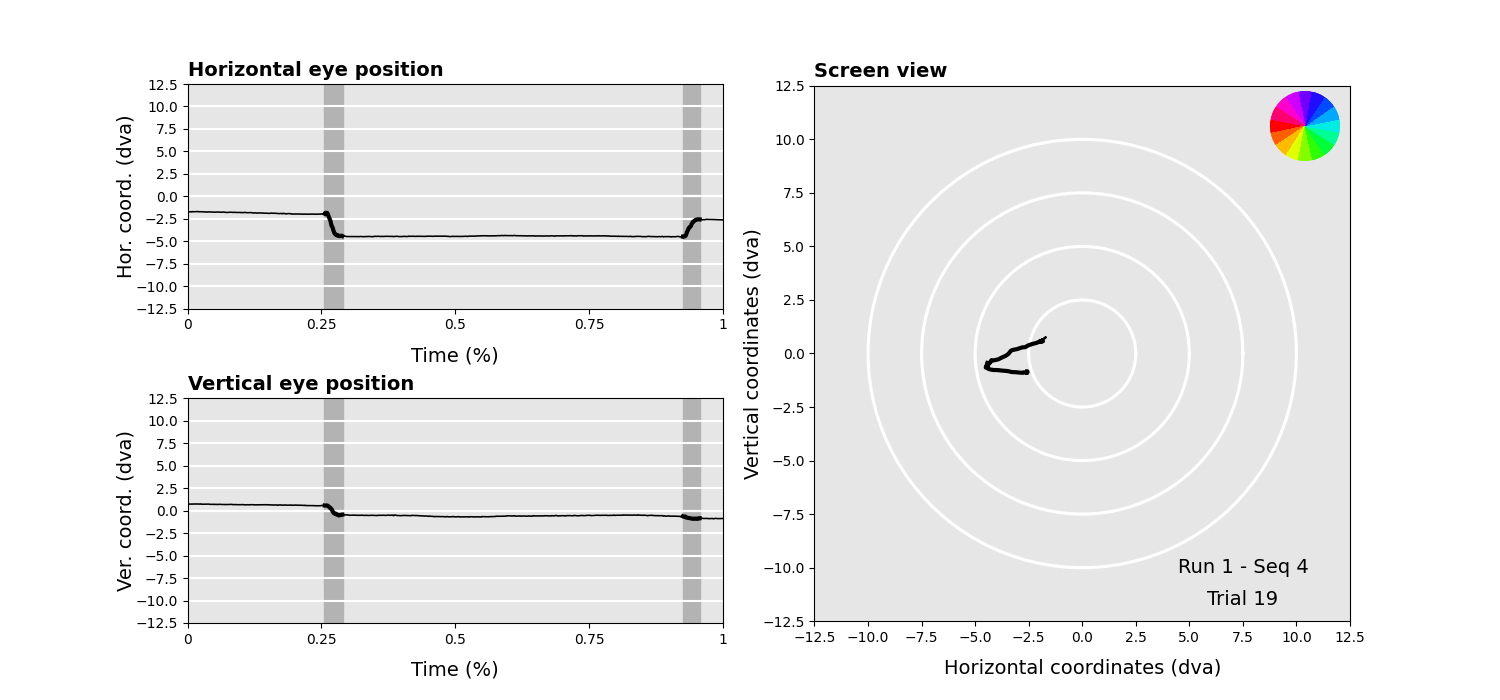 Horizontal eye position
Hor. coord. (dva)
12.5
10.0
7.5
5.0
2.5
0.0
−2.5
−5.0
−7.5
−10.0
−12.5
0 0.25 0.5 0.75 1
Time (%)
Vertical eye position
Ver. coord. (dva)
12.5
10.0
7.5
5.0
2.5
0.0
−2.5
−5.0
−7.5
−10.0
−12.5
0 0.25 0.5 0.75 1
Time (%)
Screen view
Vertical coordinates (dva)
12.5
10.0
7.5
5.0
2.5
0.0
−2.5
−5.0
−7.5
−10.0
−12.5
Run 1 - Seq 4
Trial 19
−12.5 −10.0 −7.5 −5.0 −2.5 0.0 2.5 5.0 7.5 10.0 12.5
Horizontal coordinates (dva)